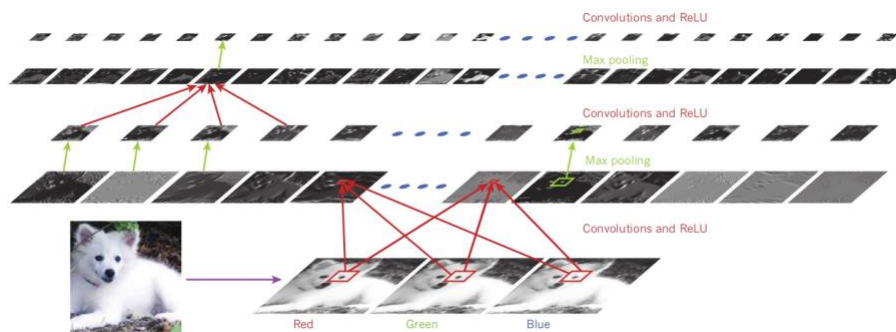 Convolutions and ReLU
Max pooling
Convolutions and ReLU
Max pooling
Convolutions and ReLU
Red
Green
Blue